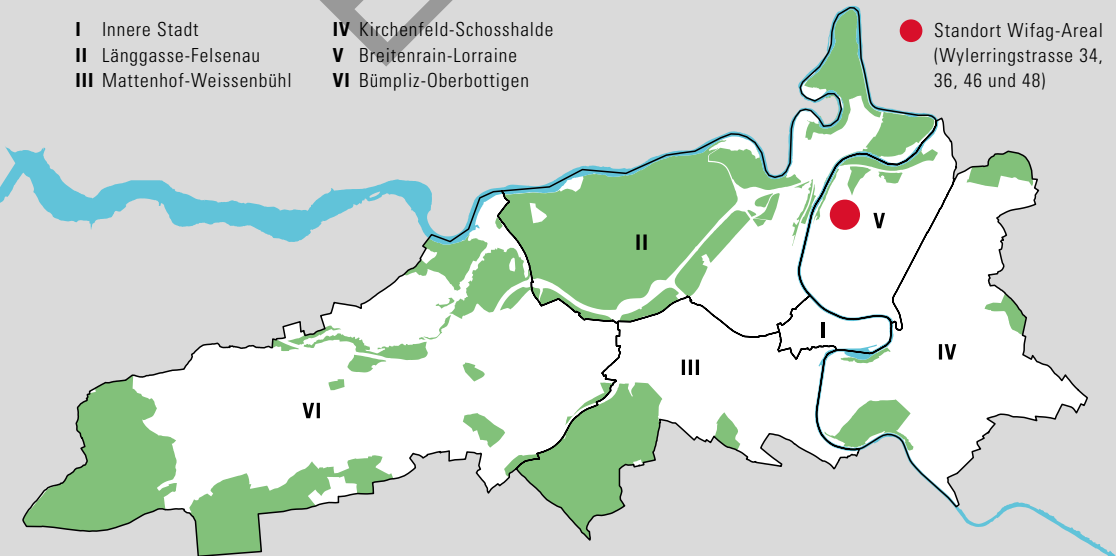 I Innere Stadt
II Länggasse-Felsenau
III Mattenhof-Weissenbühl
IV Kirchenfeld-Schosshalde
V Breitenrain-Lorraine
VI Bümpliz-Oberbottigen
Standort Wifag-Areal
(Wylerringstrasse 34,
36, 46 und 48)
II
V
I
III
IV
VI